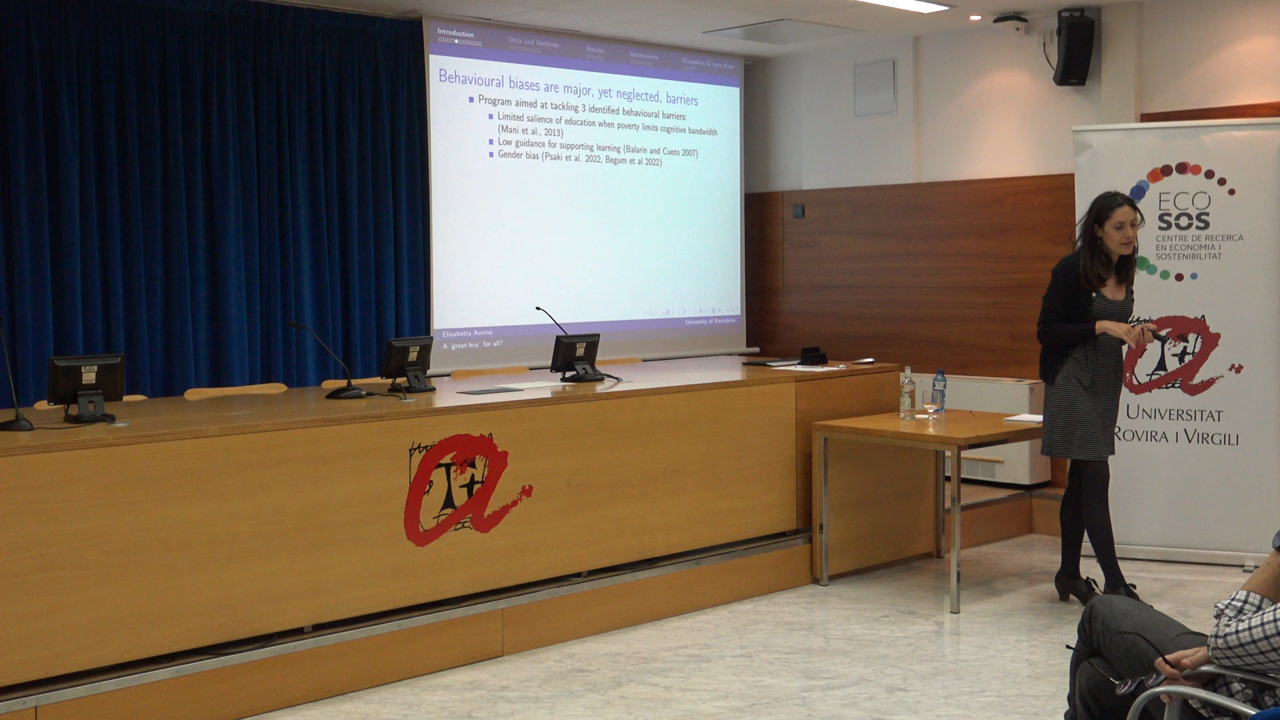 Introduction
Data and Methods
Results
Mechanisms
Behavioural biases are major, yet neglected, barriers
Program aimed at tackling 3 identified behavioural barriers:
Limited salience of education when poverty limits cognitive bandwidth
(Mani et al., 2013)
Low guidance for supporting learning (Balarin and Cueto 2007)
Gender bias (Psaki et al. 2022, Begum et al 2022)
Elisabetta Aurino
University of Barcelona
A 'great-buy' for all?
ECO
SOS
CENTRE DE RECERCA
EN ECONOMIA I
SOSTENIBILITAT
UNIVERSITAT
ROVIRA I VIRGILI